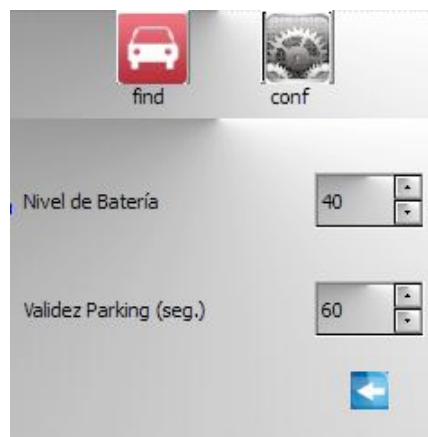 find conf
Nivel de Batería 40
Validez Parking (seg.) 60